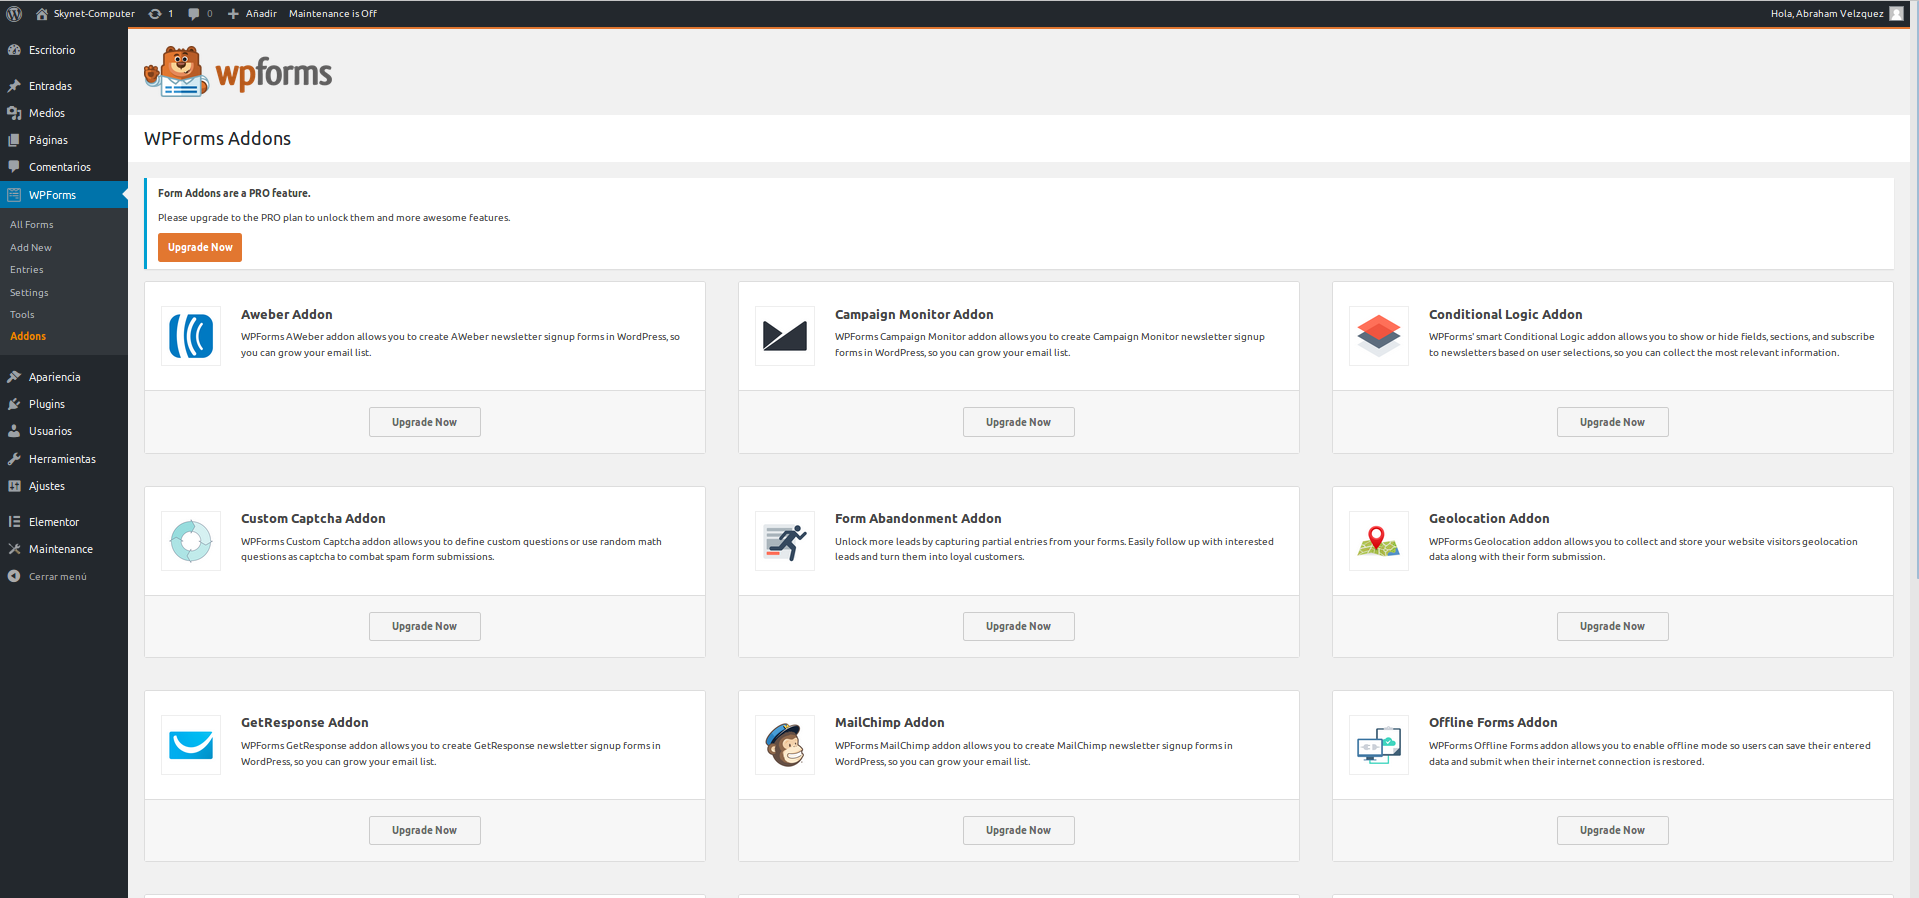 Skynet-Computer 1 0 Añadir Maintenance is Off Hola, Abraham Velzquez
Escritorio
Entradas
Medios
Páginas
Comentarios
WPForms
All Forms
Add New
Entries
Settings
Tools
Addons
Apariencia
Plugins
Usuarios
Herramientas
Ajustes
Elementor
Maintenance
Cerrar menú
wpforms
WPForms Addons
Form Addons are a PRO feature.
Please upgrade to the PRO plan to unlock them and more awesome features.
Upgrade Now
Aweber Addon
WPForms AWeber addon allows you to create AWeber newsletter signup forms in WordPress, so
you can grow your email list.
Upgrade Now
Campaign Monitor Addon
WPForms Campaign Monitor addon allows you to create Campaign Monitor newsletter signup
forms in WordPress, so you can grow your email list.
Upgrade Now
Conditional Logic Addon
WPForms' smart Conditional Logic addon allows you to show or hide fields, sections, and subscribe
to newsletters based on user selections, so you can collect the most relevant information.
Upgrade Now
Custom Captcha Addon
WPForms Custom Captcha addon allows you to define custom questions or use random math
questions as captcha to combat spam form submissions.
Upgrade Now
Form Abandonment Addon
Unlock more leads by capturing partial entries from your forms. Easily follow up with interested
leads and turn them into loyal customers.
Upgrade Now
Geolocation Addon
WPForms Geolocation addon allows you to collect and store your website visitors geolocation
data along with their form submission.
Upgrade Now
GetResponse Addon
WPForms GetResponse addon allows you to create GetResponse newsletter signup forms in
WordPress, so you can grow your email list.
Upgrade Now
MailChimp Addon
WPForms MailChimp addon allows you to create MailChimp newsletter signup forms in
WordPress, so you can grow your email list.
Upgrade Now
Offline Forms Addon
WPForms Offline Forms addon allows you to enable offline mode so users can save their entered
data and submit when their internet connection is restored.
Upgrade Now